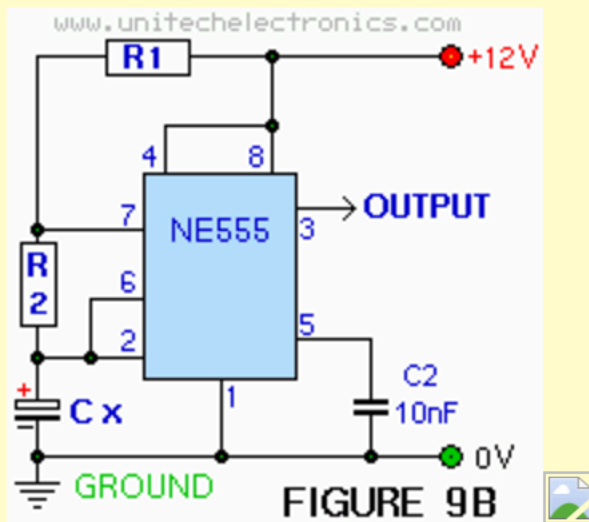 www.unitechelectronics.com
R1
+12V
4
8
7
NE555
3
OUTPUT
R
2
6
5
2
C2
+
Cx
1
10nF
0V
GROUND
FIGURE 9B